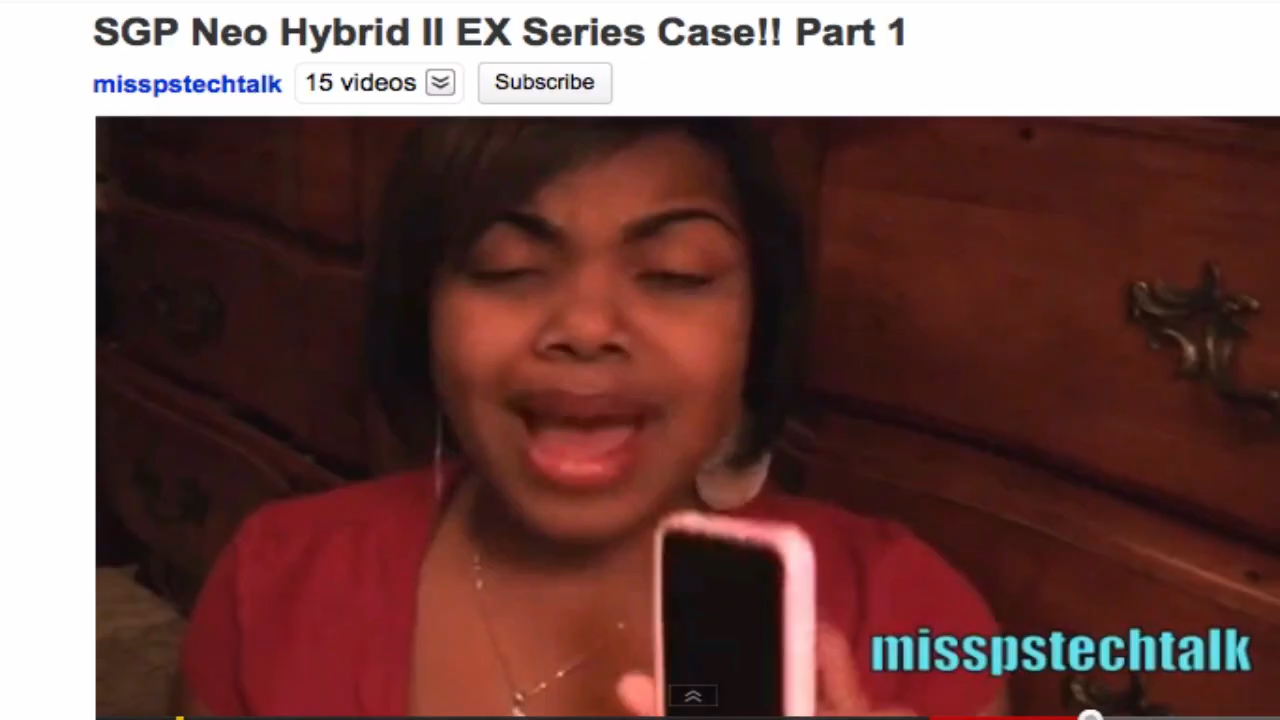 SGP Neo Hybrid II EX Series Case!! Part 1
misspstechtalk 15 videos Subscribe
misspstechtalk